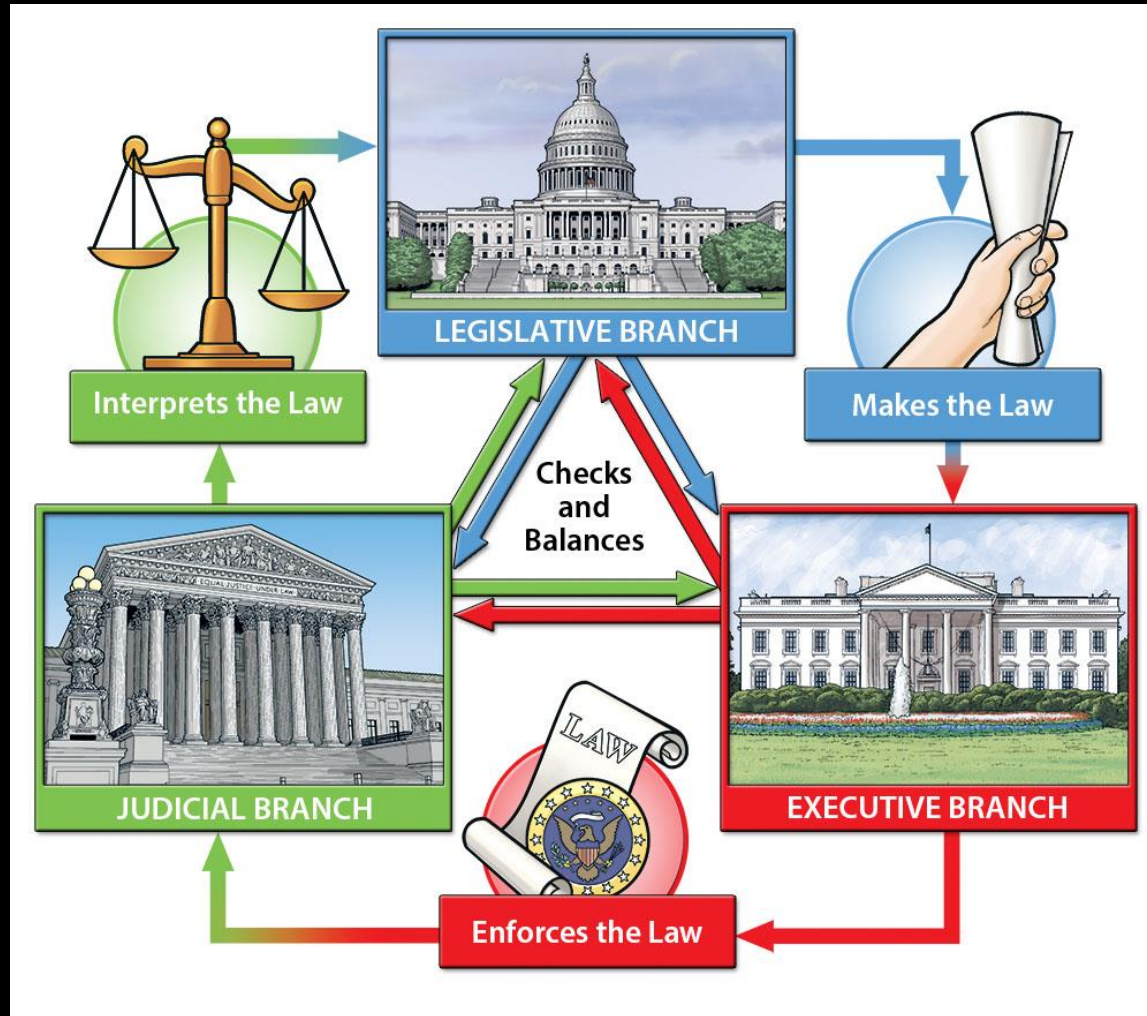 LEGISLATIVE BRANCH
Interprets the Law
Makes the Law
Checks
and
Balances
EQUAL JUSTICE UNDER LAW
JUDICIAL BRANCH
EXECUTIVE BRANCH
LAW
Enforces the Law